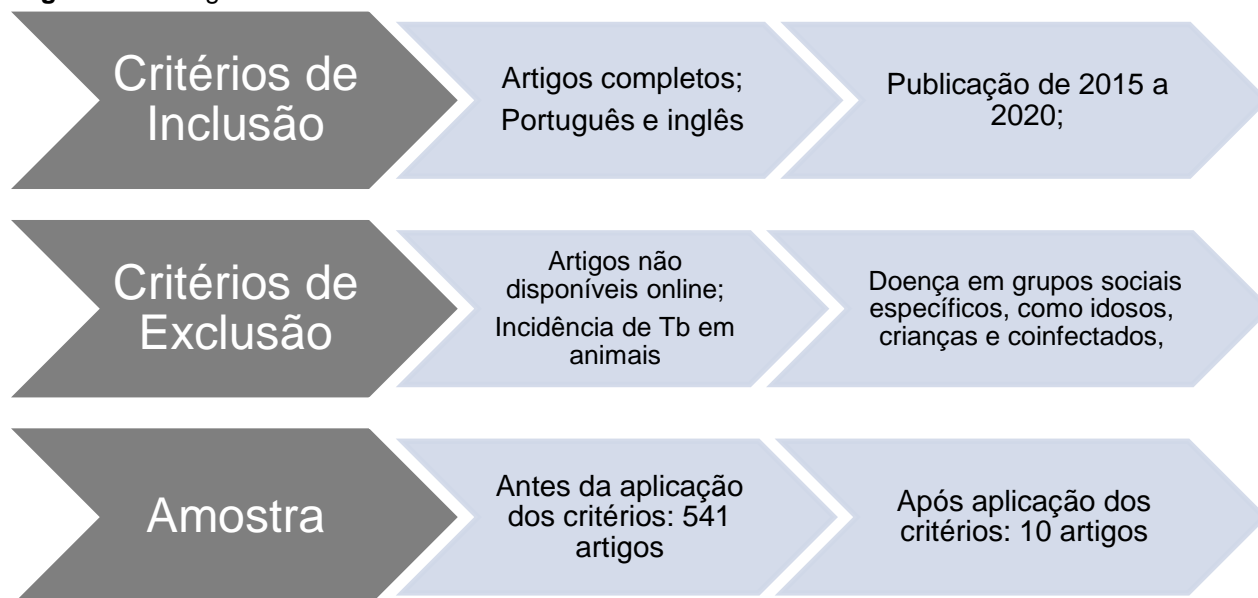 Critérios de
Inclusão
Artigos completos;
Português e inglês
Publicação de 2015 a
2020;
Critérios de
Exclusão
Artigos não
disponíveis online;
Incidência de Tb em
animais
Doença em grupos sociais
específicos, como idosos,
crianças e coinfectados,
Amostra
Antes da aplicação
dos critérios: 541
artigos
Após aplicação dos
critérios: 10 artigos